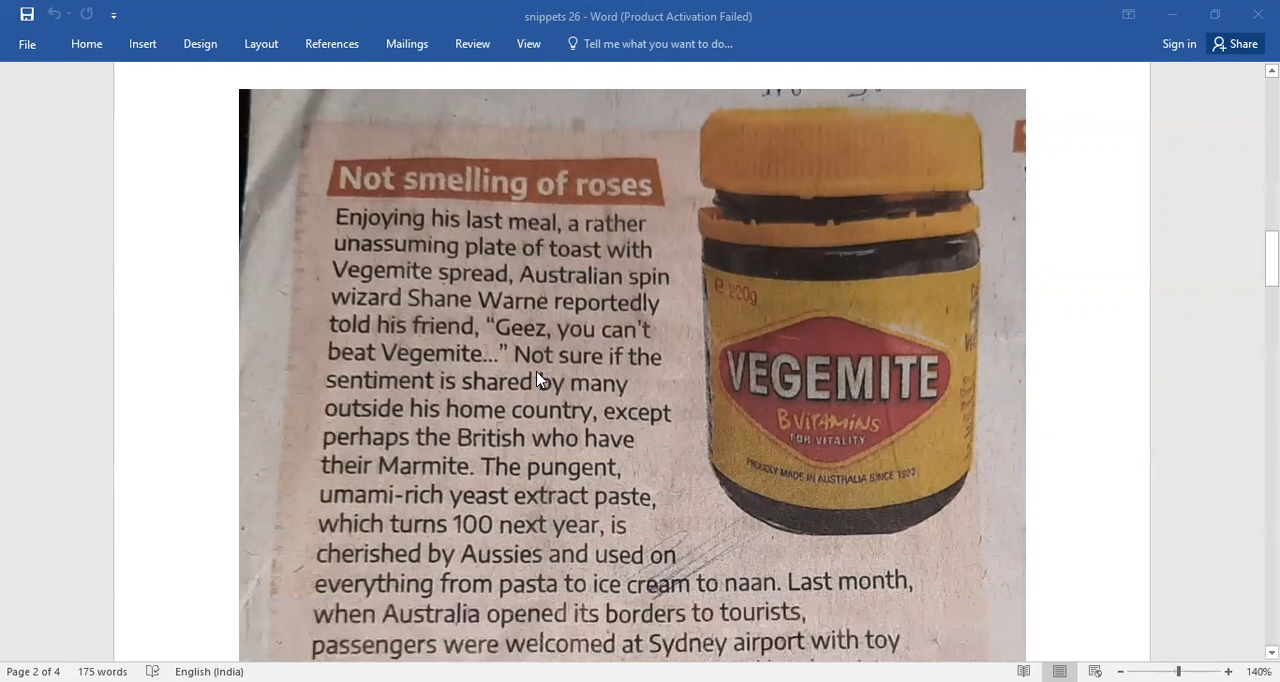 snippets 26 - Word (Product Activation Failed)
File Home Insert Design Layout References Mailings Review View Tell me what you want to do... Sign in Share
Not smelling of roses
Enjoying his last meal, a rather
unassuming plate of toast with
Vegemite spread, Australian spin
wizard Shane Warne reportedly
told his friend, “Geez, you can't
beat Vegemite...” Not sure if the
sentiment is shared by many
outside his home country, except
perhaps the British who have
their Marmite. The pungent,
umami-rich yeast extract paste,
which turns 100 next year, is
cherished by Aussies and used on
everything from pasta to ice cream to naan. Last month,
when Australia opened its borders to tourists,
passengers were welcomed at Sydney airport with toy
e 220g
VEGEMITE
B VITAMINS
FOR VITALITY
PROUDLY MADE IN AUSTRALIA SINCE 1923
Page 2 of 4 175 words English (India) 140%